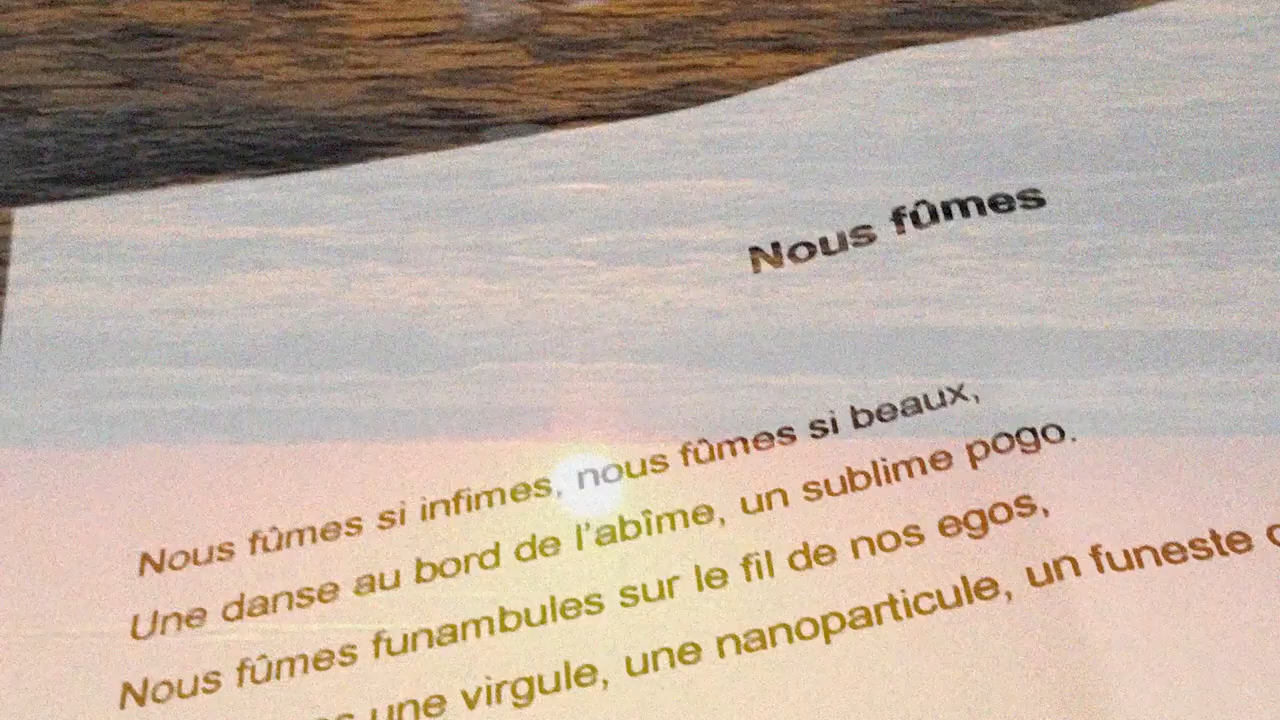 Nous fûmes
Nous fûmes si infimes, nous fûmes si beaux,
Une danse au bord de l'abîme, un sublime pogo.
Nous fûmes funambules sur le fil de nos egos,
une virgule, une nanoparticule, un funeste